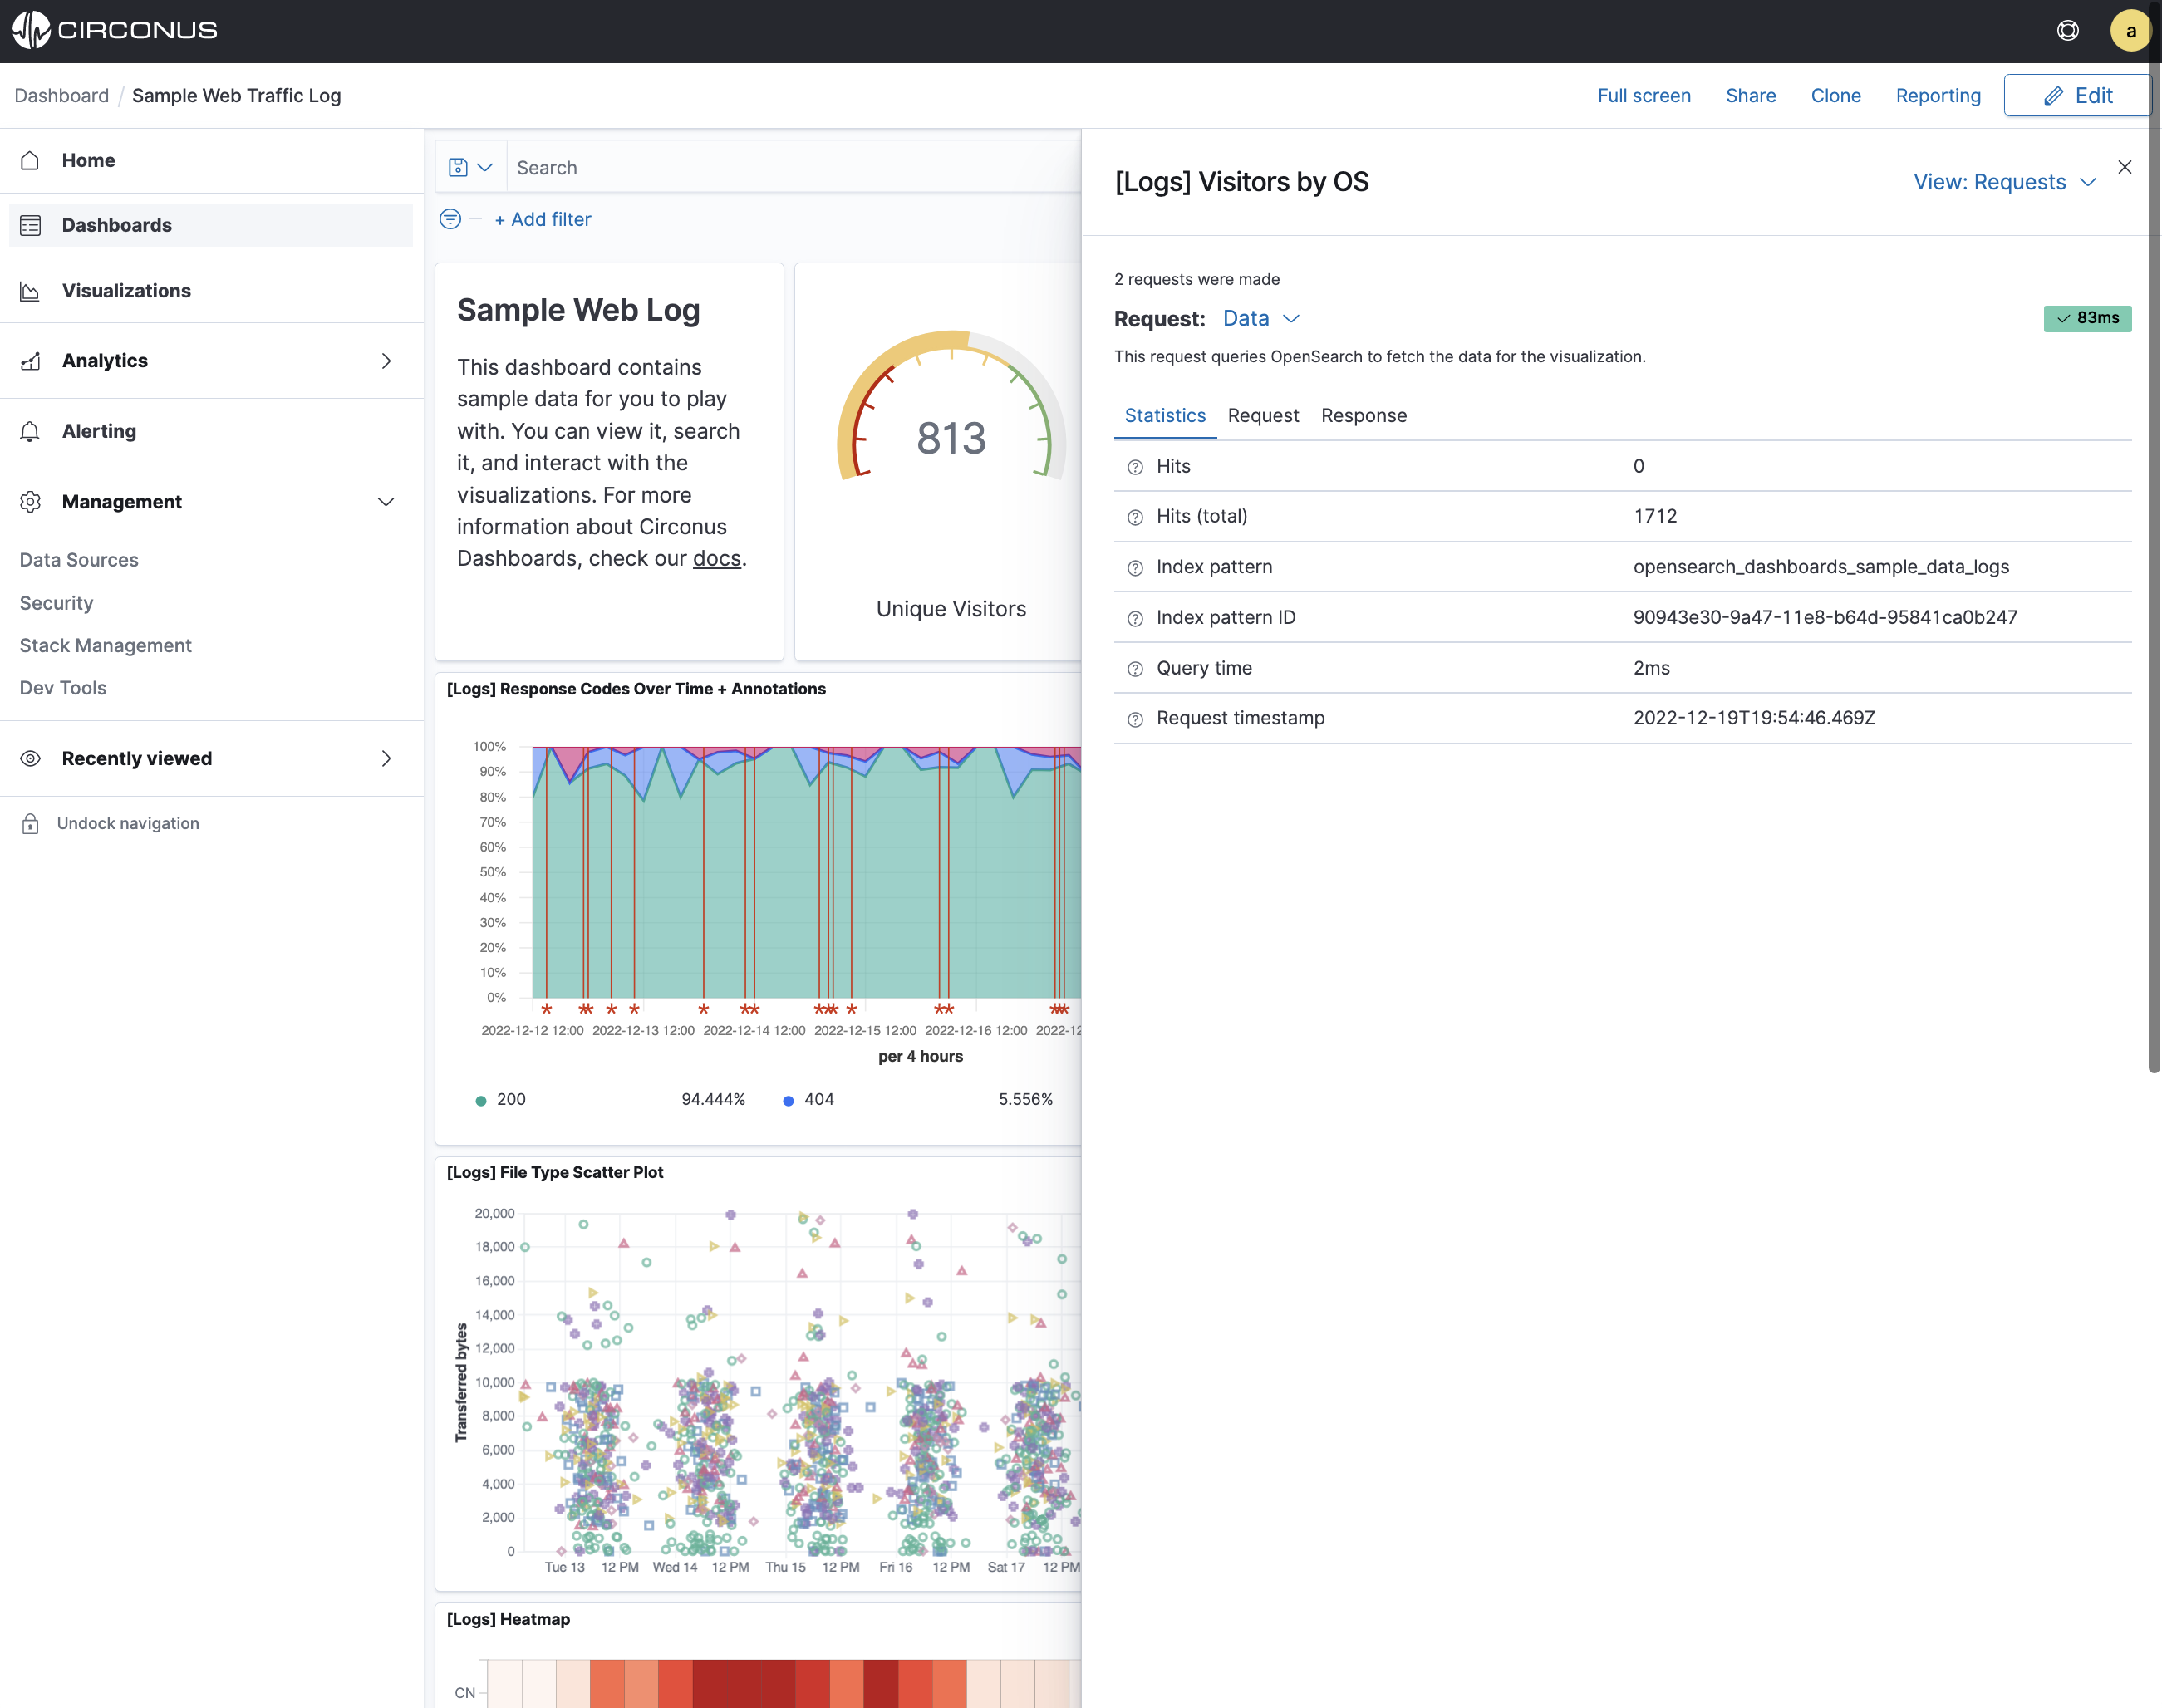 CIRCONUS
a
Dashboard / Sample Web Traffic Log
Full screen
Share
Clone
Reporting
Edit
Home
Dashboards
Visualizations
Analytics
Alerting
Management
Data Sources
Security
Stack Management
Dev Tools
Recently viewed
Undock navigation
Search
+ Add filter
Sample Web Log
This dashboard contains
sample data for you to play
with. You can view it, search
it, and interact with the
visualizations. For more
information about Circonus
Dashboards, check our docs.
813
Unique Visitors
[Logs] Response Codes Over Time + Annotations
100%
90%
80%
70%
60%
50%
40%
30%
20%
10%
0%
2022-12-12 12:00 2022-12-13 12:00 2022-12-14 12:00 2022-12-15 12:00 2022-12-16 12:00 2022-12
per 4 hours
200 94.444% 404 5.556%
[Logs] File Type Scatter Plot
Transferred bytes
20,000
18,000
16,000
14,000
12,000
10,000
8,000
6,000
4,000
2,000
0
Tue 13 12 PM Wed 14 12 PM Thu 15 12 PM Fri 16 12 PM Sat 17 12 PM
[Logs] Heatmap
CN
[Logs] Visitors by OS
View: Requests
2 requests were made
Request: Data
83ms
This request queries OpenSearch to fetch the data for the visualization.
Statistics Request Response
Hits 0
Hits (total) 1712
Index pattern opensearch_dashboards_sample_data_logs
Index pattern ID 90943e30-9a47-11e8-b64d-95841ca0b247
Query time 2ms
Request timestamp 2022-12-19T19:54:46.469Z